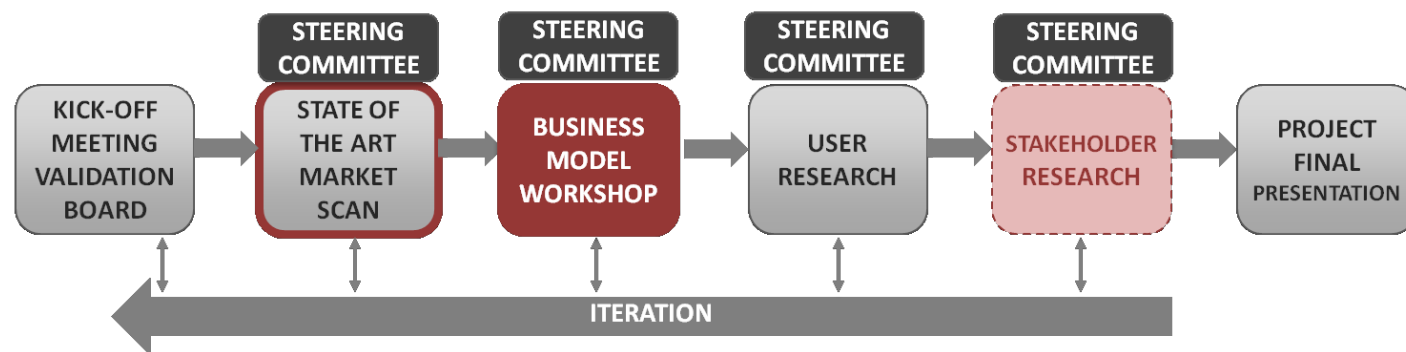 STEERING
COMMITTEE
STEERING
COMMITTEE
STEERING
COMMITTEE
STEERING
COMMITTEE
KICK-OFF
MEETING
VALIDATION
BOARD
STATE OF
THE ART
MARKET
SCAN
BUSINESS
MODEL
WORKSHOP
USER
RESEARCH
STAKEHOLDER
RESEARCH
PROJECT
FINAL
PRESENTATION
ITERATION